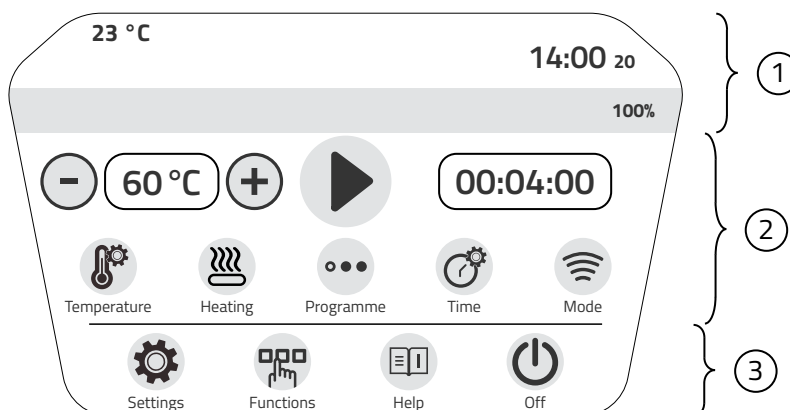 23 °C
14:00 20
1
100%
- 60 °C + 00:04:00
2
Temperature Heating Programme Time Mode
3
Settings Functions Help Off